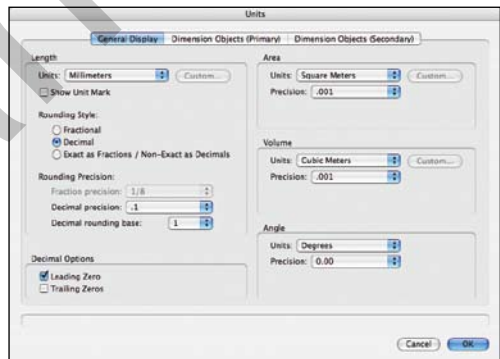 Units
General Display
Dimension Objects (Primary)
Dimension Objects (Secondary)
Length
Units: Millimeters
Custom...
Show Unit Mark
Rounding Style:
Fractional
Decimal
Exact as Fractions / Non-Exact as Decimals
Rounding Precision:
Fraction precision: 1/8
Decimal precision: .1
Decimal rounding base: 1
Decimal Options
Leading Zero
Trailing Zeros
Area
Units: Square Meters
Custom...
Precision: .001
Volume
Units: Cubic Meters
Custom...
Precision: .001
Angle
Units: Degrees
Precision: 0.00
Cancel
OK